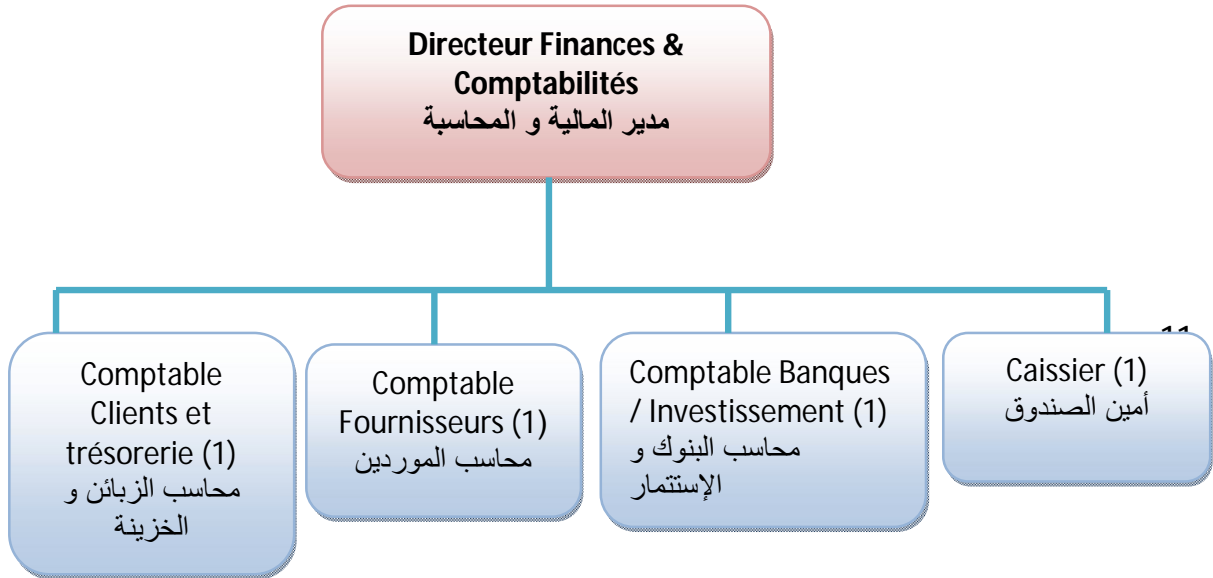 Directeur Finances &
Comptabilités
مدير المالية و المحاسبة
Comptable
Clients et
trésorerie (1)
محاسب الزبائن و
الخزينة
Comptable
Fournisseurs (1)
محاسب الموردين
Comptable Banques
/ Investissement (1)
محاسب البنوك و
الإستتمار
Caissier (1)
أمين الصندوق